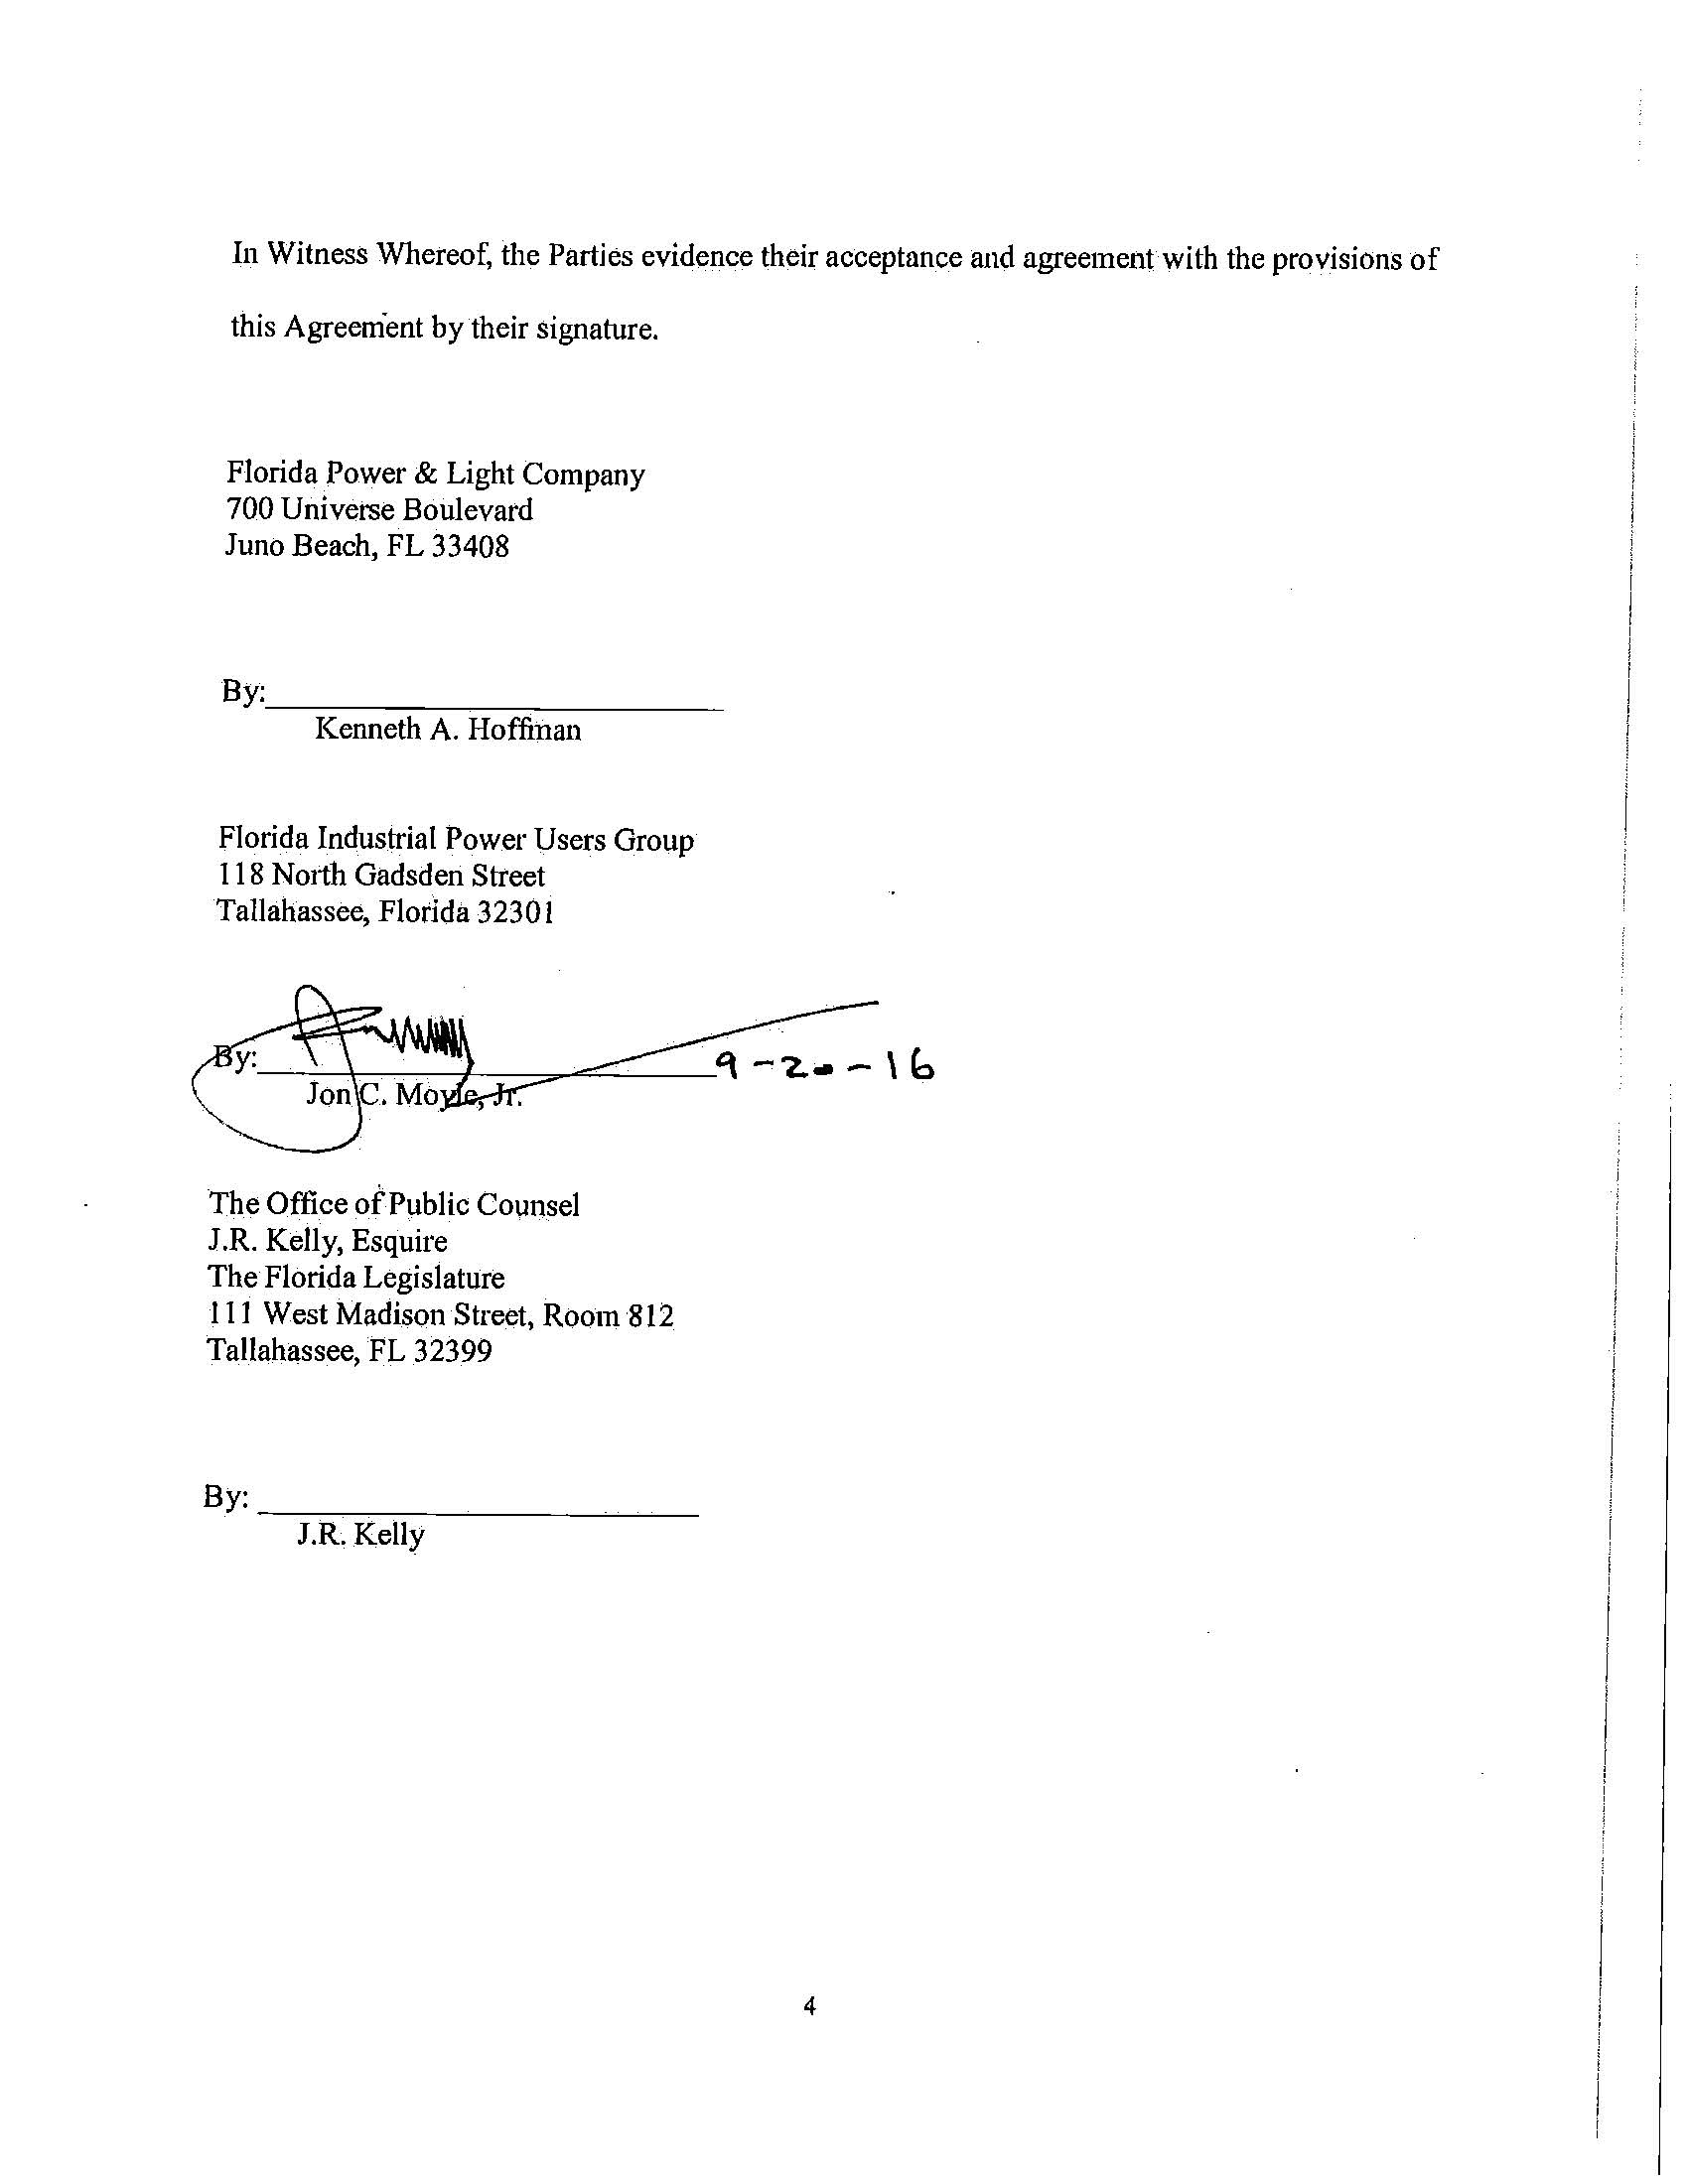 In Witness Whereof, the Parties evidence their acceptance and agreement with the provisions of
this Agreement by their signature.
Florida Power & Light Company
700 Universe Boulevard
Juno Beach, FL 33408
By:
Kenneth A. Hoffman
Florida Industrial Power Users Group
118 North Gadsden Street
Tallahassee, Florida 32301
By: 9-20-16
Jon C. Moyle, Jr.
The Office of Public Counsel
J.R. Kelly, Esquire
The Florida Legislature
111 West Madison Street, Room 812
Tallahassee, FL 32399
By:
J.R. Kelly
4